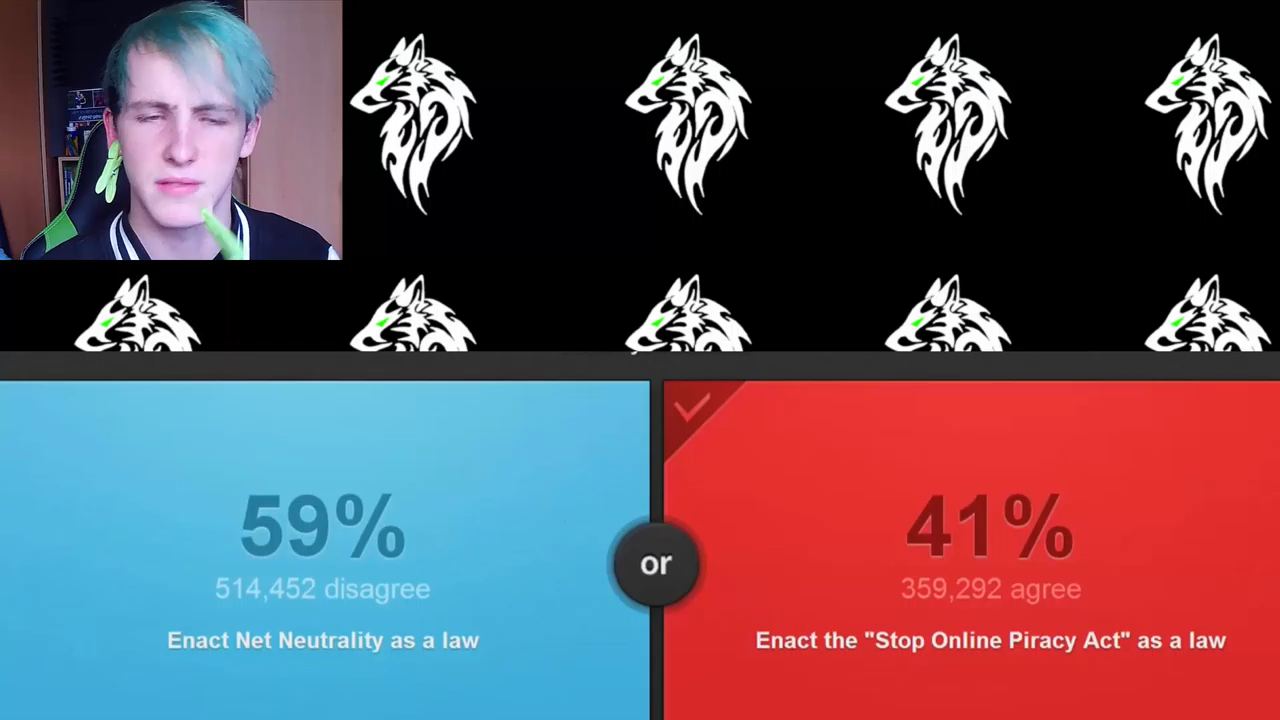 59%
514,452 disagree
Enact Net Neutrality as a law
or
41%
359,292 agree
Enact the "Stop Online Piracy Act" as a law